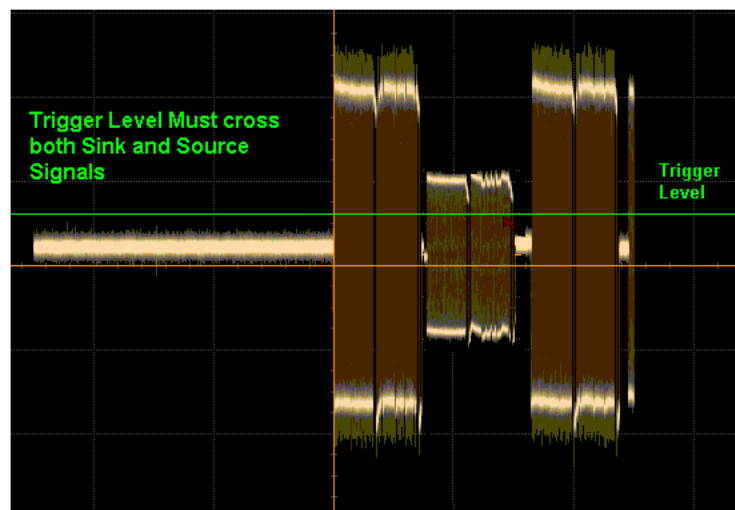 Trigger Level Must cross
both Sink and Source
Signals
Trigger
Level